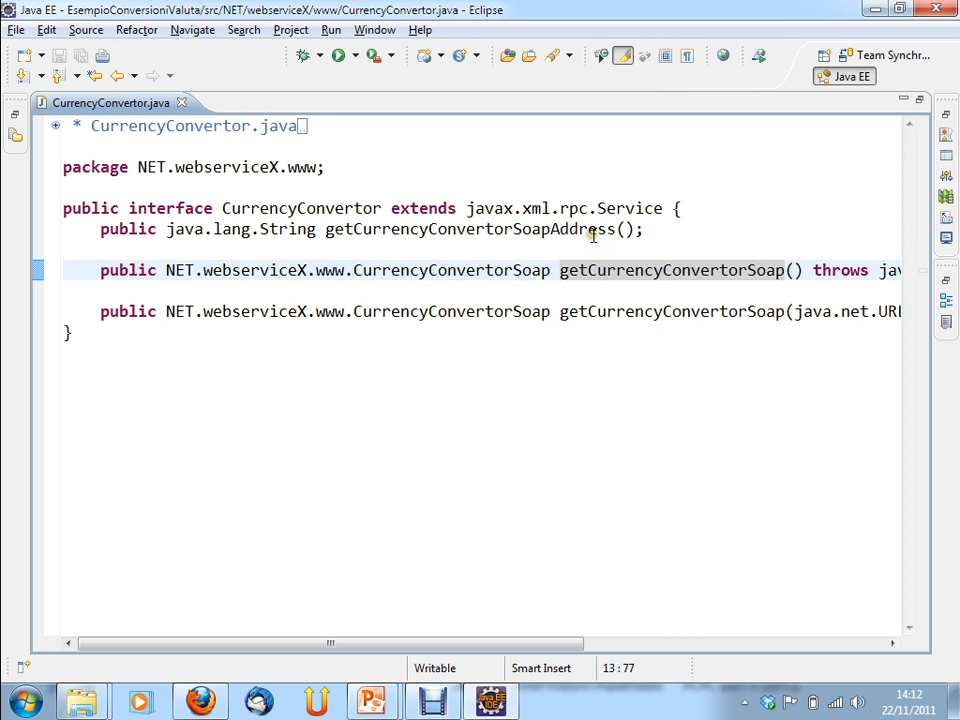 Java EE - EsempioConversioniValuta/src/NET/webserviceX/www/CurrencyConvertor.java - Eclipse
File Edit Source Refactor Navigate Search Project Run Window Help
Team Synchr...
Java EE
CurrencyConvertor.java
* CurrencyConvertor.java
package NET.webserviceX.www;
public interface CurrencyConvertor extends javax.xml.rpc.Service {
public java.lang.String getCurrencyConvertorSoapAddress();
public NET.webserviceX.www.CurrencyConvertorSoap getCurrencyConvertorSoap() throws jav
public NET.webserviceX.www.CurrencyConvertorSoap getCurrencyConvertorSoap(java.net.URL
}
Writable Smart Insert 13 : 77
14:12
22/11/2011